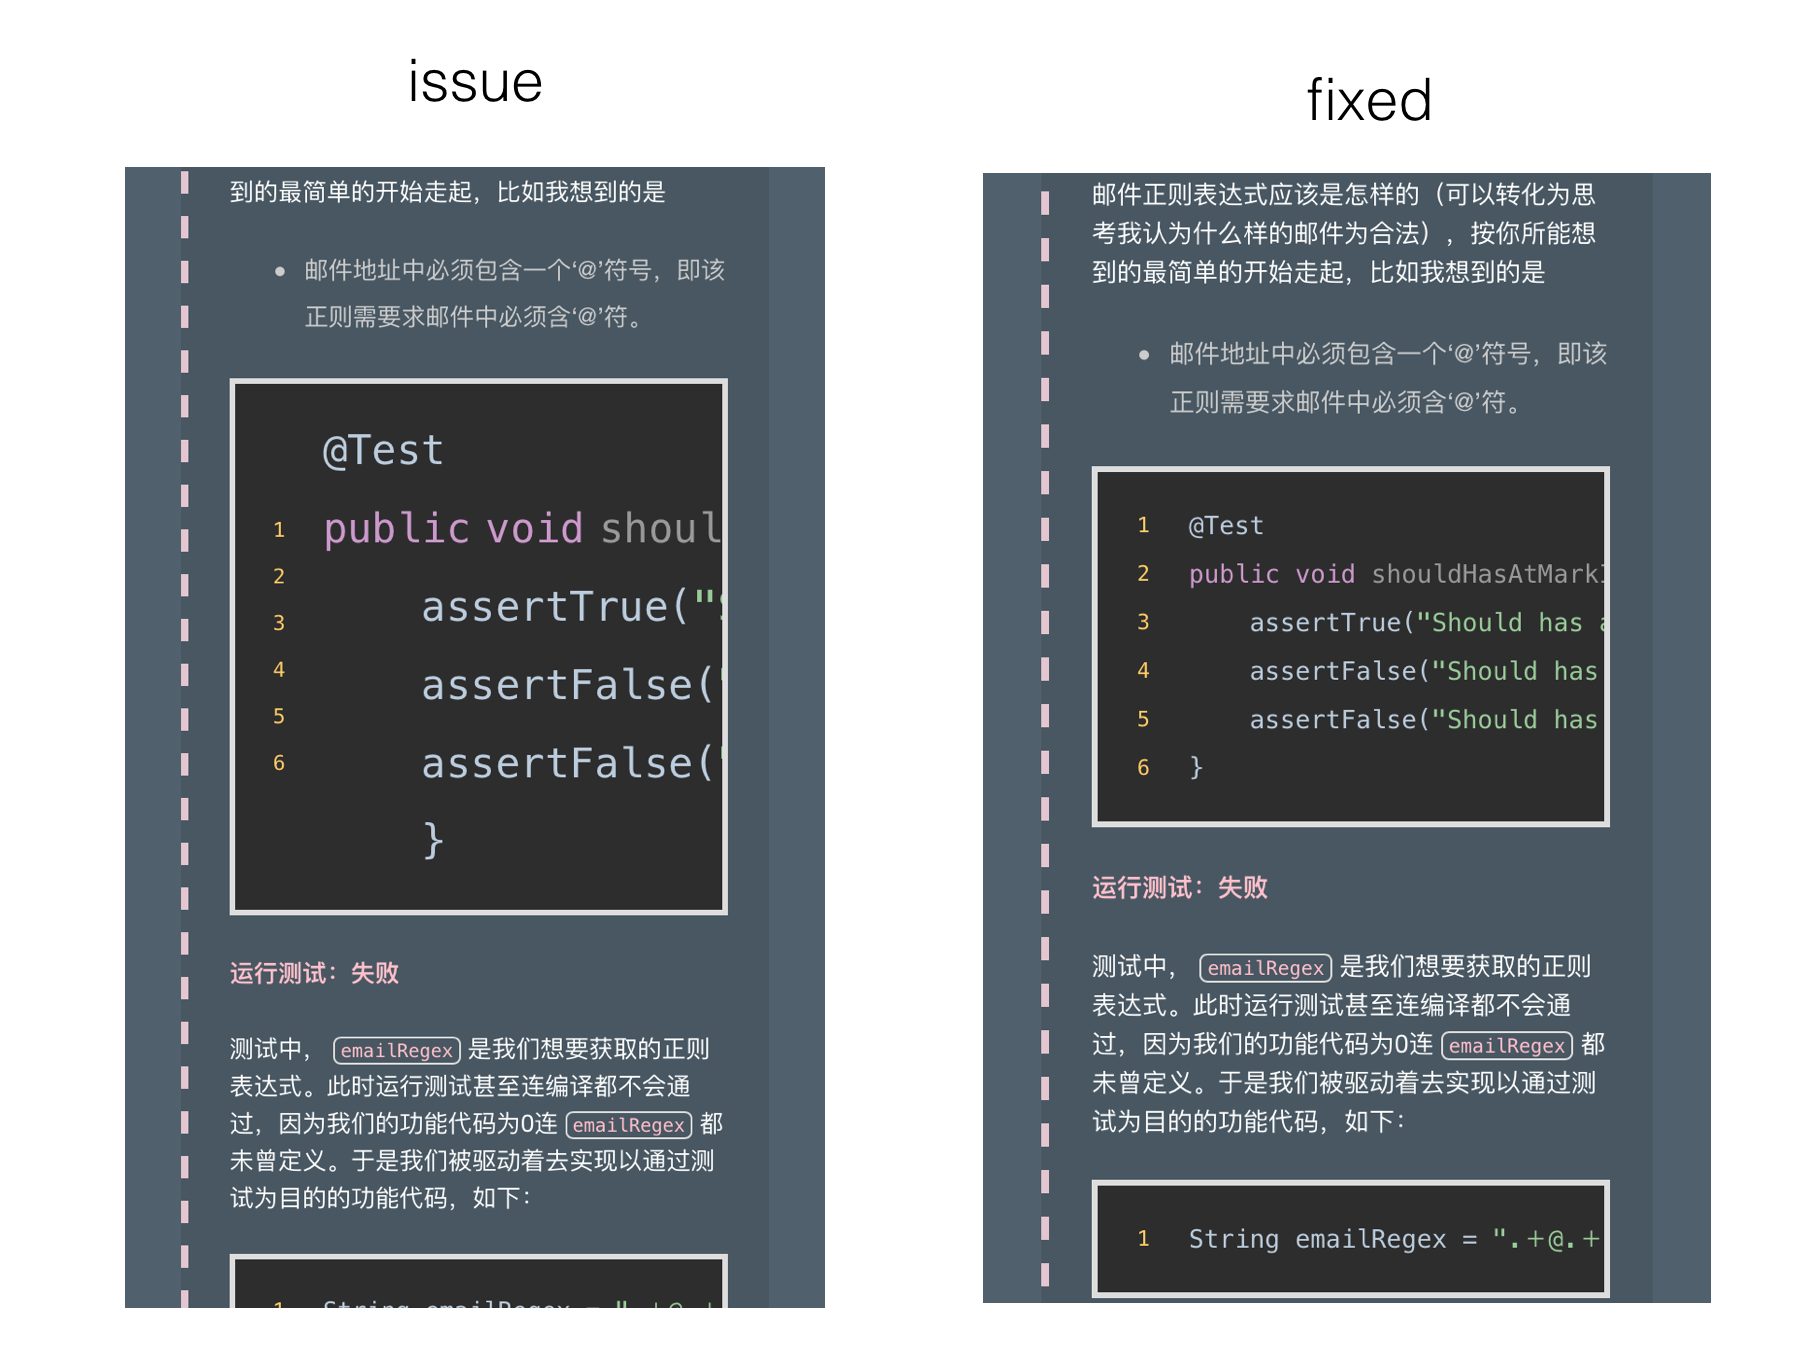 issue
到的最简单的开始走起，比如我想到的是
• 邮件地址中必须包含一个‘@’符号，即该
正则需要求邮件中必须含‘@’符。
@Test
1 public void shoul
2
3 assertTrue("S
4 assertFalse("
5
6 assertFalse("
}
运行测试：失败
测试中， emailRegex 是我们想要获取的正则
表达式。此时运行测试甚至连编译都不会通
过，因为我们的功能代码为0连 emailRegex 都
未曾定义。于是我们被驱动着去实现以通过测
试为目的的功能代码，如下：
1 String emailRegex = ".+@.+
fixed
邮件正则表达式应该是怎样的（可以转化为思
考我认为什么样的邮件为合法），按你所能想
到的最简单的开始走起，比如我想到的是
• 邮件地址中必须包含一个‘@’符号，即该
正则需要求邮件中必须含‘@’符。
1 @Test
2 public void shouldHasAtMark
3 assertTrue("Should has a
4 assertFalse("Should has
5 assertFalse("Should has
6 }
运行测试：失败
测试中， emailRegex 是我们想要获取的正则
表达式。此时运行测试甚至连编译都不会通
过，因为我们的功能代码为0连 emailRegex 都
未曾定义。于是我们被驱动着去实现以通过测
试为目的的功能代码，如下：
1 String emailRegex = ".+@.+